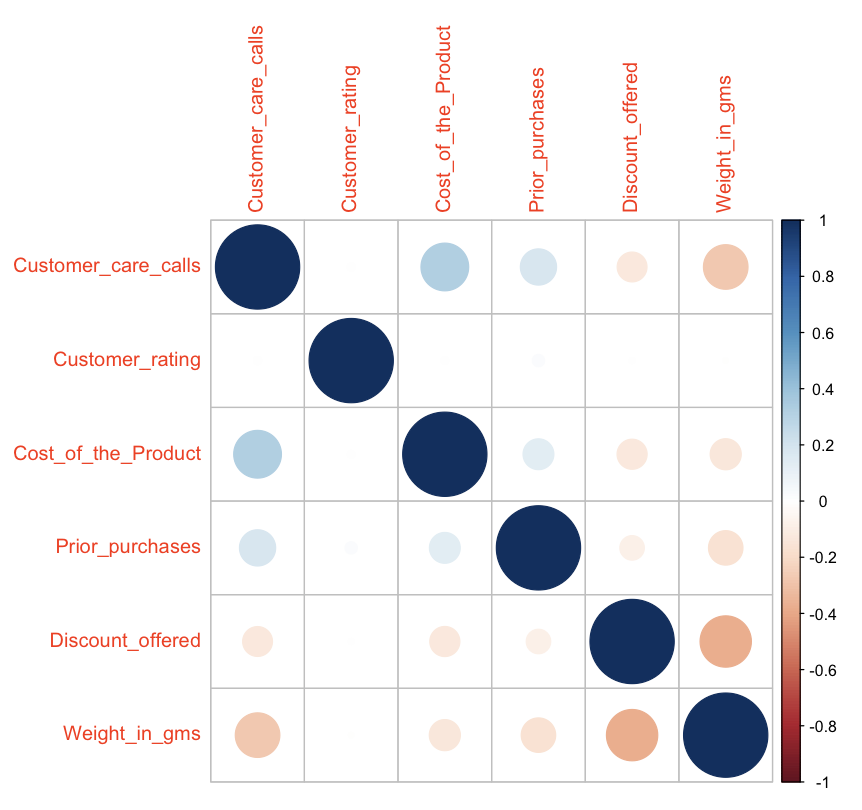 Customer_care_calls
Customer_rating
Cost_of_the_Product
Prior_purchases
Discount_offered
Weight_in_gms
Customer_care_calls
Customer_rating
Cost_of_the_Product
Prior_purchases
Discount_offered
Weight_in_gms
1
0.8
0.6
0.4
0.2
0
-0.2
-0.4
-0.6
-0.8
-1